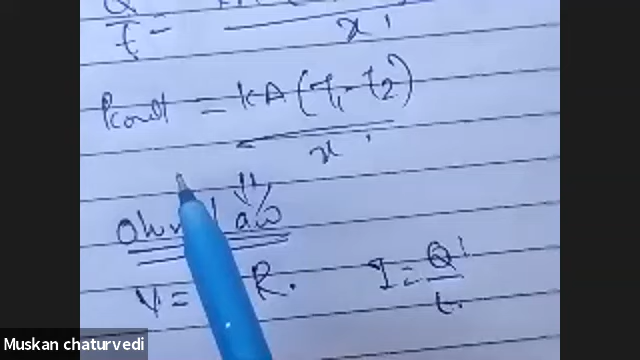 Q/t = 
x'
Pcond = kA(T1-T2)/x'
Ohm Law
V = R. I = Q'/t.
Muskan chaturvedi